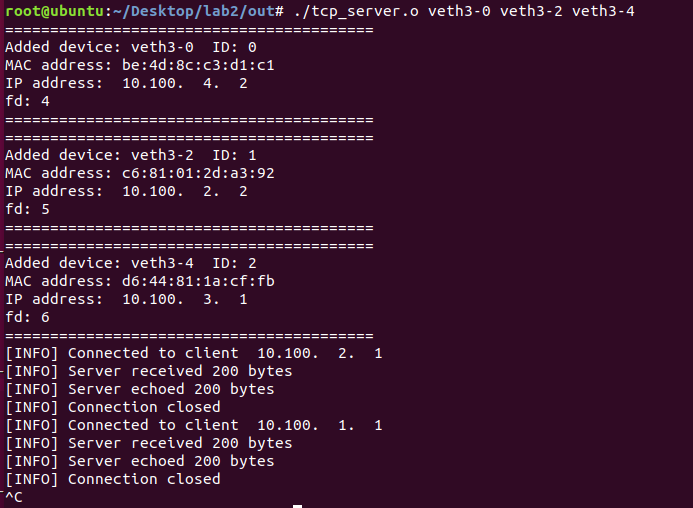 root@ubuntu:~/Desktop/lab2/out# ./tcp_server.o veth3-0 veth3-2 veth3-4
=========================================
Added device: veth3-0  ID: 0
MAC address: be:4d:8c:c3:d1:c1
IP address:  10.100.  4.  2
fd: 4
=========================================
=========================================
Added device: veth3-2  ID: 1
MAC address: c6:81:01:2d:a3:92
IP address:  10.100.  2.  2
fd: 5
=========================================
=========================================
Added device: veth3-4  ID: 2
MAC address: d6:44:81:1a:cf:fb
IP address:  10.100.  3.  1
fd: 6
=========================================
[INFO] Connected to client  10.100.  2.  1
[INFO] Server received 200 bytes
[INFO] Server echoed 200 bytes
[INFO] Connection closed
[INFO] Connected to client  10.100.  1.  1
[INFO] Server received 200 bytes
[INFO] Server echoed 200 bytes
[INFO] Connection closed
^C